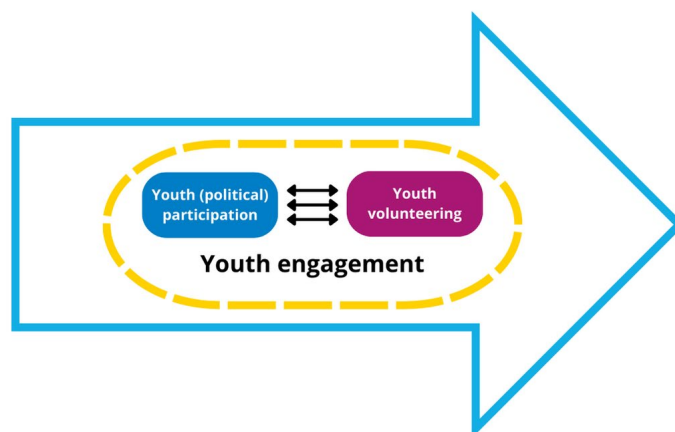 Youth (political)
participation
Youth
volunteering
Youth engagement